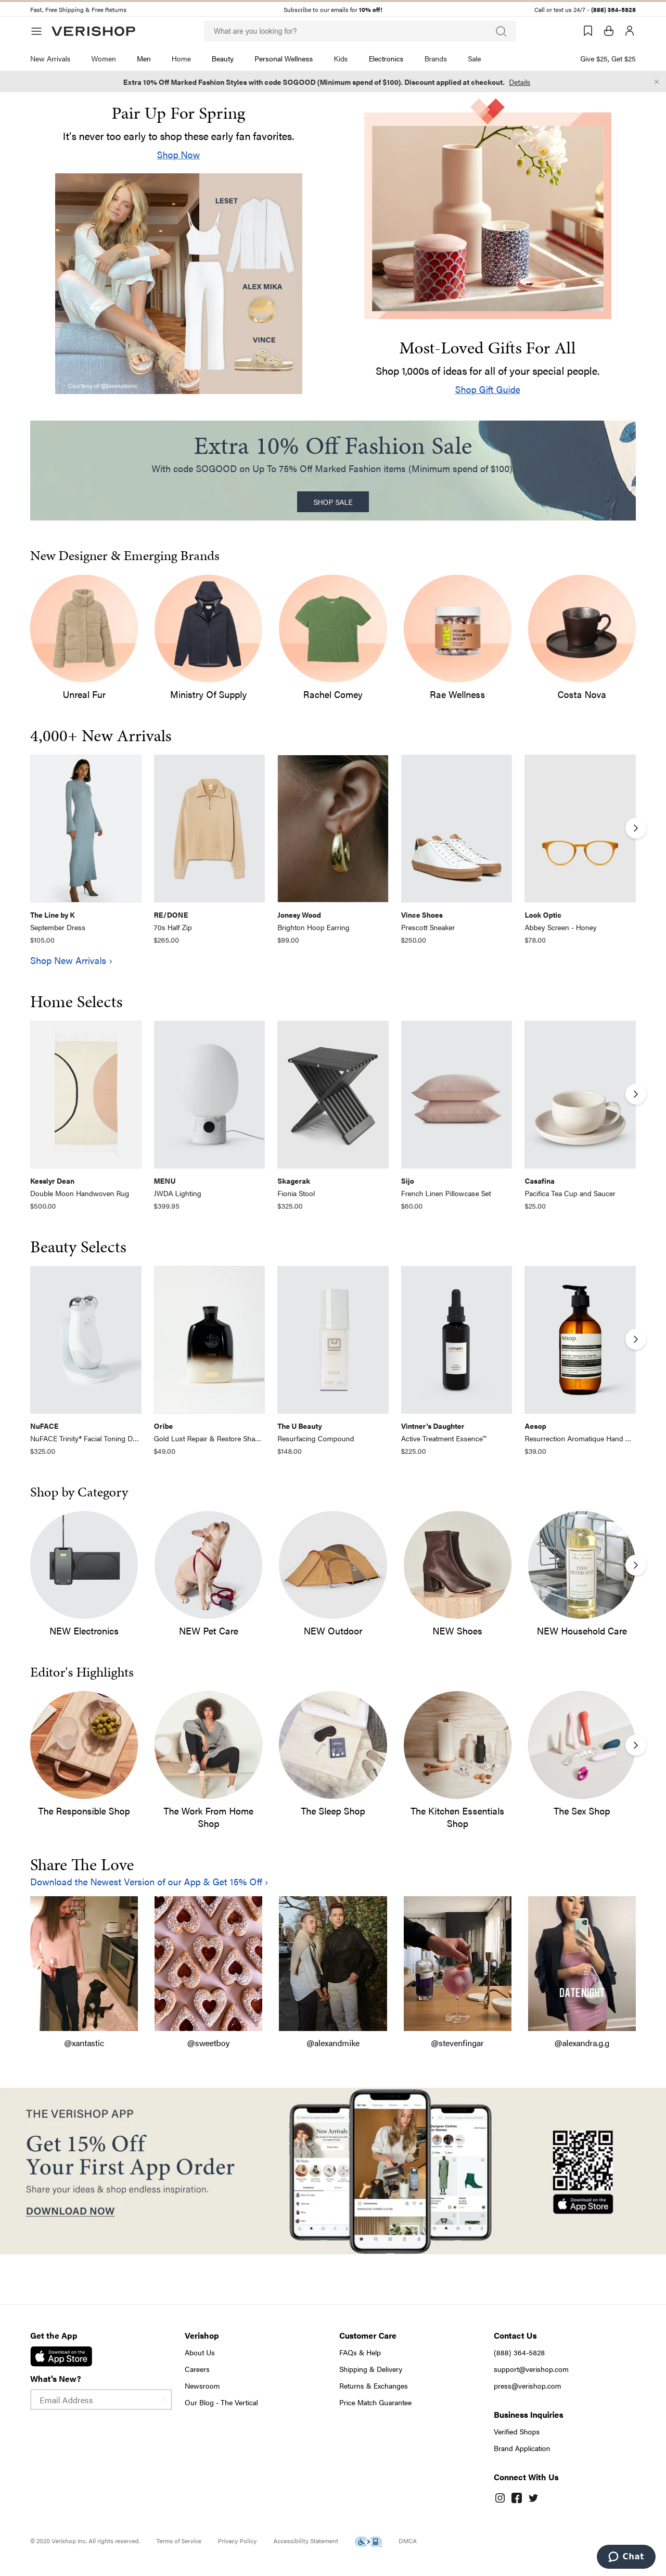 Fast, Free Shipping & Free Returns
Subscribe to our emails for 10% off!
Call or text us 24/7 - (888) 364-5828
VERISHOP
What are you looking for?
New Arrivals
Women
Men
Home
Beauty
Personal Wellness
Kids
Electronics
Brands
Sale
Give $25, Get $25
Extra 10% Off Marked Fashion Styles with code SOGOOD (Minimum spend of $100). Discount applied at checkout. Details
Pair Up For Spring
It's never too early to shop these early fan favorites.
Shop Now
LESET
ALEX MIKA
VINCE
Most-Loved Gifts For All
Shop 1,000s of ideas for all of your special people.
Shop Gift Guide
Extra 10% Off Fashion Sale
With code SOGOOD on Up To 75% Off Marked Fashion items (Minimum spend of $100)
SHOP SALE
New Designer & Emerging Brands
Unreal Fur
Ministry Of Supply
Rachel Comey
Rae Wellness
Costa Nova
4,000+ New Arrivals
The Line by K
September Dress
$105.00
RE/DONE
70s Half Zip
$265.00
Jonesy Wood
Brighton Hoop Earring
$99.00
Vince Shoes
Prescott Sneaker
$250.00
Look Optic
Abbey Screen - Honey
$78.00
Shop New Arrivals ›
Home Selects
Kesslyr Dean
Double Moon Handwoven Rug
$500.00
MENU
JWDA Lighting
$399.95
Skagerak
Fionia Stool
$325.00
Sijo
French Linen Pillowcase Set
$60.00
Casafina
Pacifica Tea Cup and Saucer
$25.00
Beauty Selects
NuFACE
NuFACE Trinity® Facial Toning D...
$325.00
Oribe
Gold Lust Repair & Restore Sha...
$49.00
The U Beauty
Resurfacing Compound
$148.00
Vintner's Daughter
Active Treatment Essence™
$225.00
Aesop
Resurrection Aromatique Hand ...
$39.00
Shop by Category
NEW Electronics
NEW Pet Care
NEW Outdoor
NEW Shoes
NEW Household Care
Editor's Highlights
The Responsible Shop
The Work From Home
Shop
The Sleep Shop
The Kitchen Essentials
Shop
The Sex Shop
Share The Love
Download the Newest Version of our App & Get 15% Off ›
DATE NIGHT
@xantastic
@sweetboy
@alexandmike
@stevenfingar
@alexandra.g.g
THE VERISHOP APP
Get 15% Off
Your First App Order
Share your ideas & shop endless inspiration.
DOWNLOAD NOW
New Arrivals
Download on the
App Store
Get the App
Download on the
App Store
What's New?
Email Address
Verishop
About Us
Careers
Newsroom
Our Blog - The Vertical
Customer Care
FAQs & Help
Shipping & Delivery
Returns & Exchanges
Price Match Guarantee
Contact Us
(888) 364-5828
support@verishop.com
press@verishop.com
Business Inquiries
Verified Shops
Brand Application
Connect With Us
© 2020 Verishop Inc. All rights reserved.
Terms of Service
Privacy Policy
Accessibility Statement
DMCA
Chat